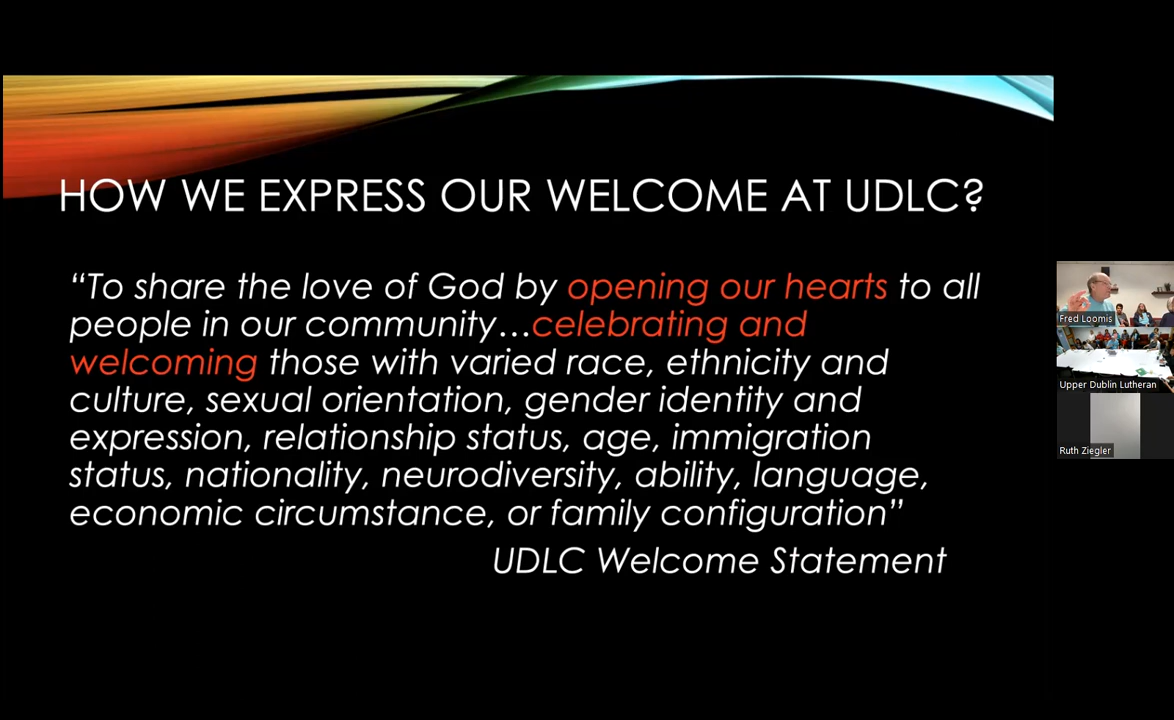 HOW WE EXPRESS OUR WELCOME AT UDLC?
“To share the love of God by opening our hearts to all
people in our community…celebrating and
welcoming those with varied race, ethnicity and
culture, sexual orientation, gender identity and
expression, relationship status, age, immigration
status, nationality, neurodiversity, ability, language,
economic circumstance, or family configuration”
UDLC Welcome Statement
Fred Loomis
Upper Dublin Lutheran
Ruth Ziegler